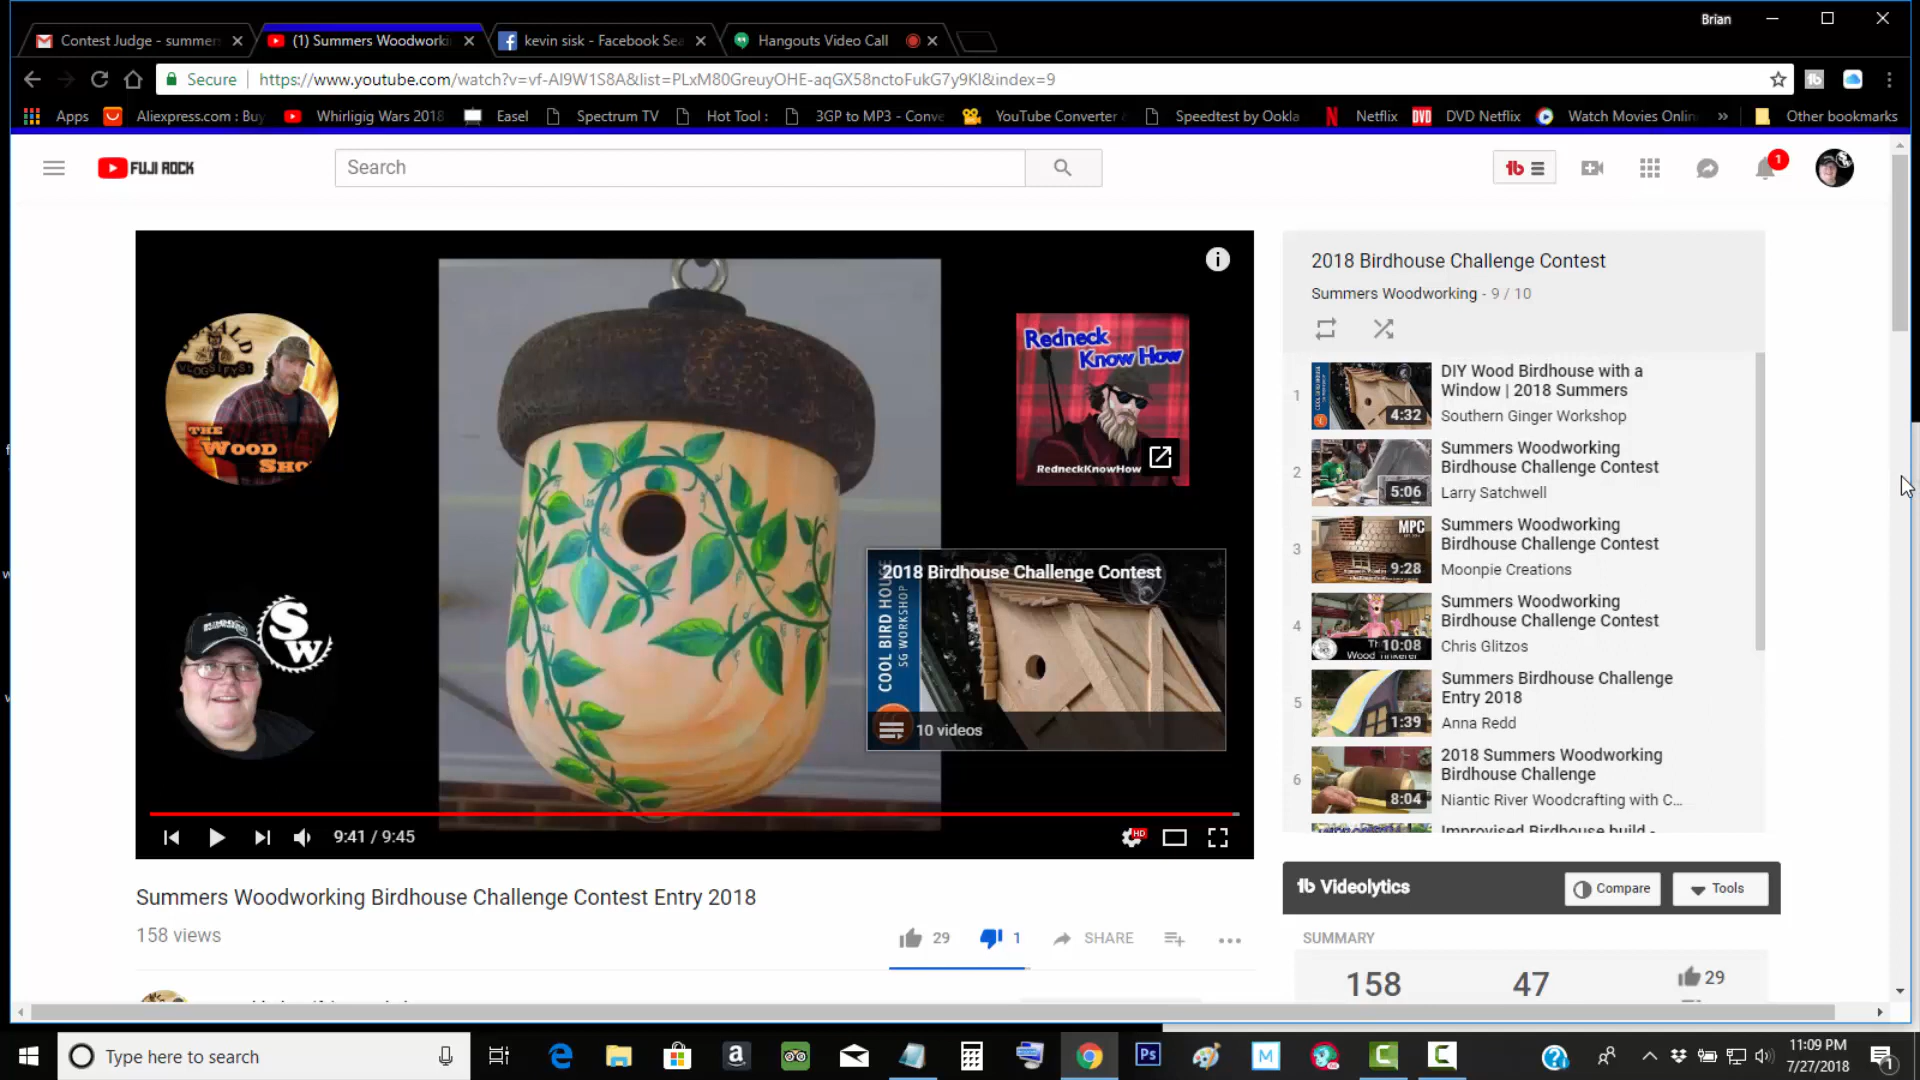 Brian
Contest Judge - summer
(1) Summers Woodworki
kevin sisk - Facebook Sea
Hangouts Video Call
Secure
https://www.youtube.com/watch?v=vf-AI9W1S8A&list=PLxM80GreuyOHE-aqGX58nctoFukG7y9KI&index=9
Apps
Aliexpress.com : Buy
Whirligig Wars 2018
Easel
Spectrum TV
Hot Tool :
3GP to MP3 - Conve
YouTube Converter
Speedtest by Ookla
Netflix
DVD
DVD Netflix
Watch Movies Onlin
»
Other bookmarks
FUJI ROCK
Search
1
2018 Birdhouse Challenge Contest
Summers Woodworking - 9 / 10
THE
WOOD
SHO
Redneck
Know How
RedneckKnowHow
SW
2018 Birdhouse Challenge Contest
COOL BIRD HOUSE
SG WORKSHOP
10 videos
9:41 / 9:45
HD
1
4:32
DIY Wood Birdhouse with a
Window | 2018 Summers
Southern Ginger Workshop
2
5:06
Summers Woodworking
Birdhouse Challenge Contest
Larry Satchwell
3
MPC
9:28
Summers Woodworking
Birdhouse Challenge Contest
Moonpie Creations
4
10:08
Summers Woodworking
Birdhouse Challenge Contest
Chris Glitzos
5
1:39
Summers Birdhouse Challenge
Entry 2018
Anna Redd
6
8:04
2018 Summers Woodworking
Birdhouse Challenge
Niantic River Woodcrafting with C...
Improvised Birdhouse build -
Summers Woodworking Birdhouse Challenge Contest Entry 2018
158 views
29
1
SHARE
Videolytics
Compare
Tools
SUMMARY
158
47
29
Type here to search
Ps
M
11:09 PM
7/27/2018
1